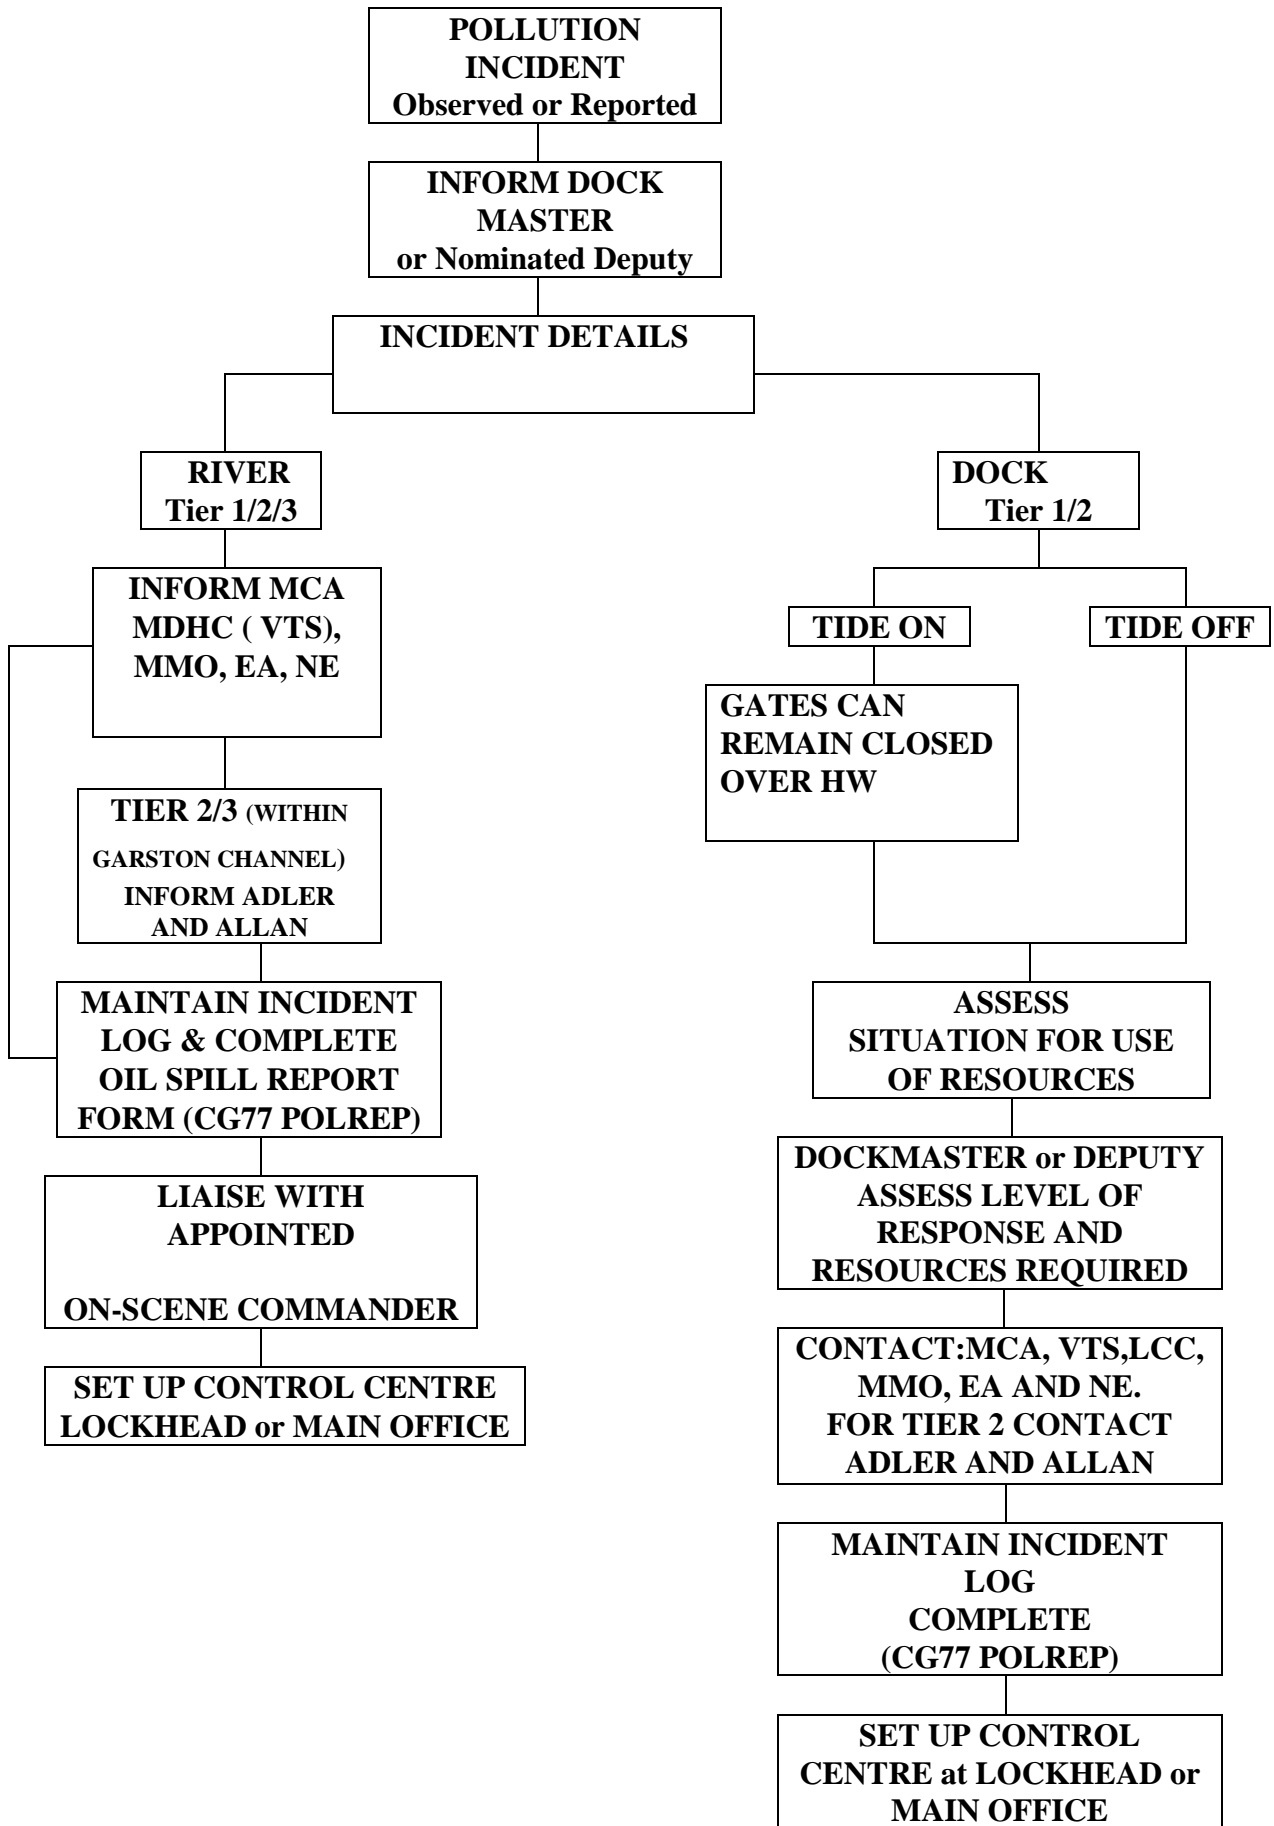 POLLUTION
INCIDENT
Observed or Reported
INFORM DOCK
MASTER
or Nominated Deputy
INCIDENT DETAILS
RIVER
Tier 1/2/3
INFORM MCA
MDHC ( VTS),
MMO, EA, NE
TIER 2/3 (WITHIN
GARSTON CHANNEL)
INFORM ADLER
AND ALLAN
MAINTAIN INCIDENT
LOG & COMPLETE
OIL SPILL REPORT
FORM (CG77 POLREP)
LIAISE WITH
APPOINTED
ON-SCENE COMMANDER
SET UP CONTROL CENTRE
LOCKHEAD or MAIN OFFICE
DOCK
Tier 1/2
TIDE ON
TIDE OFF
GATES CAN
REMAIN CLOSED
OVER HW
ASSESS
SITUATION FOR USE
OF RESOURCES
DOCKMASTER or DEPUTY
ASSESS LEVEL OF
RESPONSE AND
RESOURCES REQUIRED
CONTACT:MCA, VTS,LCC,
MMO, EA AND NE.
FOR TIER 2 CONTACT
ADLER AND ALLAN
MAINTAIN INCIDENT
LOG
COMPLETE
(CG77 POLREP)
SET UP CONTROL
CENTRE at LOCKHEAD or
MAIN OFFICE